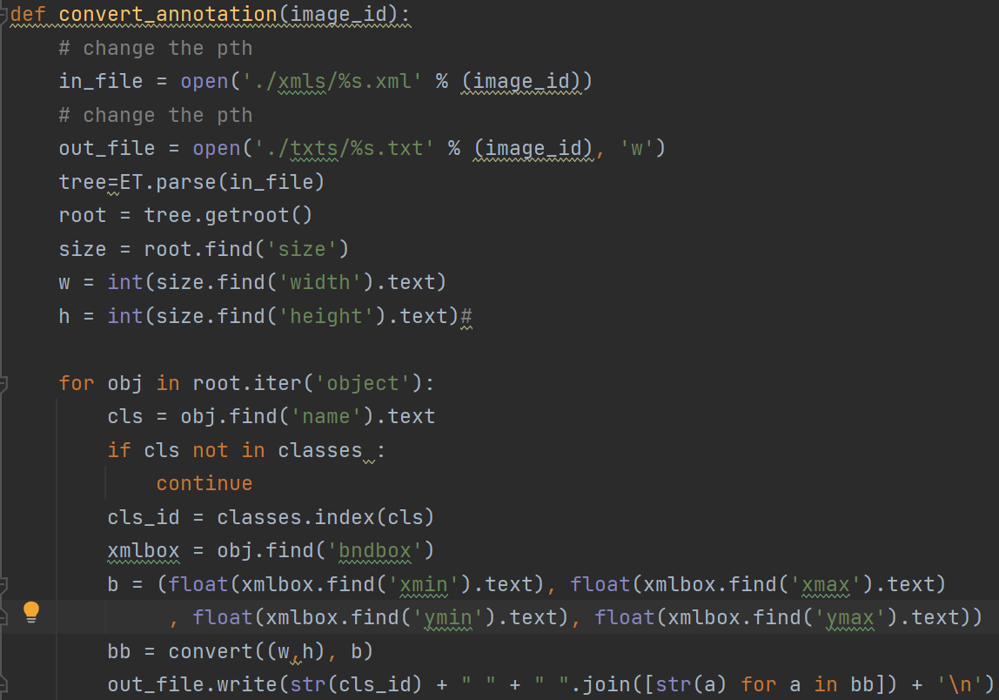 def convert_annotation(image_id):
    # change the pth
    in_file = open('./xmls/%s.xml' % (image_id))
    # change the pth
    out_file = open('./txts/%s.txt' % (image_id), 'w')
    tree=ET.parse(in_file)
    root = tree.getroot()
    size = root.find('size')
    w = int(size.find('width').text)
    h = int(size.find('height').text)#

    for obj in root.iter('object'):
        cls = obj.find('name').text
        if cls not in classes :
            continue
        cls_id = classes.index(cls)
        xmlbox = obj.find('bndbox')
        b = (float(xmlbox.find('xmin').text), float(xmlbox.find('xmax').text)
             , float(xmlbox.find('ymin').text), float(xmlbox.find('ymax').text))
        bb = convert((w,h), b)
        out_file.write(str(cls_id) + " " + " ".join([str(a) for a in bb]) + '\n')